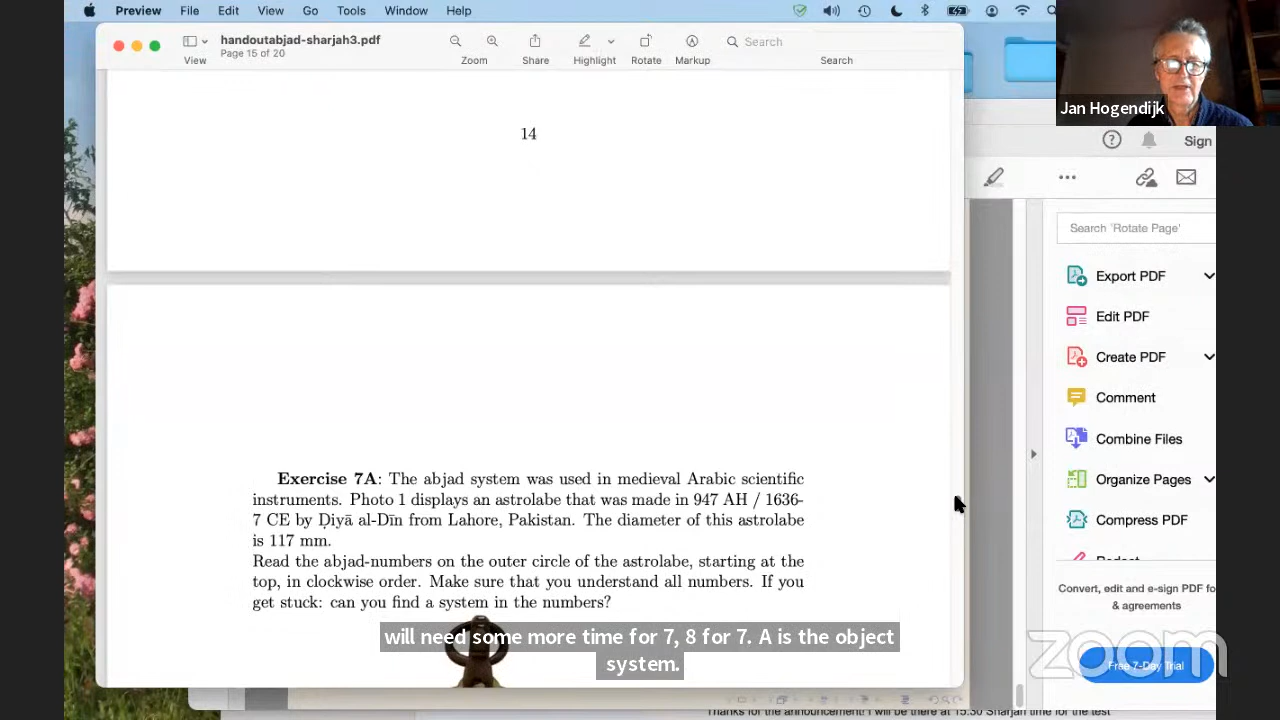 Preview File Edit View Go Tools Window Help
handoutabjad-sharjah3.pdf
Page 15 of 20
View Zoom Share Highlight Rotate Markup Search
Search
Jan Hogendijk
14
Sign
Search 'Rotate Page'
Export PDF
Edit PDF
Create PDF
Comment
Combine Files
Organize Pages
Compress PDF
Convert, edit and e-sign PDF fo
& agreements
Free 7-Day Trial
zoom
Exercise 7A: The abjad system was used in medieval Arabic scientific
instruments. Photo 1 displays an astrolabe that was made in 947 AH / 1636-
7 CE by Ḍiyā al-Dīn from Lahore, Pakistan. The diameter of this astrolabe
is 117 mm.
Read the abjad-numbers on the outer circle of the astrolabe, starting at the
top, in clockwise order. Make sure that you understand all numbers. If you
get stuck: can you find a system in the numbers?
will need some more time for 7, 8 for 7. A is the object
system.
Thanks for the announcement! I will be there at 15:30 Sharjah time for the test